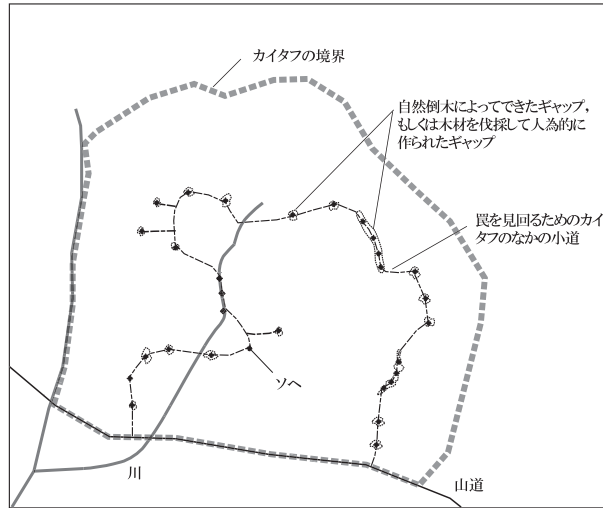 カイタフの境界
自然倒木によってできたギャップ,
もしくは木材を伐採して人為的に
作られたギャップ
罠を見回るためのカイ
タフのなかの小道
ソヘ
川
山道